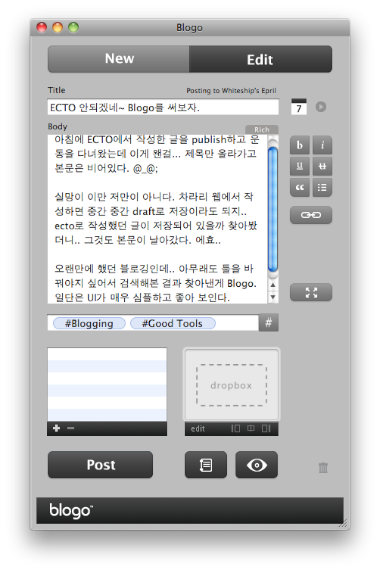 Blogo
New
Edit
Title
Posting to Whiteship's Epril
ECTO 안되겠네~ Blogo를 써보자.
7
Body
Rich
아침에 ECTO에서 작성한 글을 publish하고 운
동을 다녀왔는데 이게 왠걸... 제목만 올라가고
본문은 비어있다. @_@;
실망이 이만 저만이 아니다. 차라리 웹에서 작
성하면 중간 중간 draft로 저장이라도 되지..
ecto로 작성했던 글이 저장되어 있을까 찾아봤
더니.. 그것도 본문이 날아갔다. 에효..
오랜만에 했던 블로깅인데.. 아무래도 툴을 바
꿔야지 싶어서 검색해본 결과 찾아낸게 Blogo.
일단은 UI가 매우 심플하고 좋아 보인다.
b
i
u
tt
“
#Blogging
#Good Tools
#
dropbox
edit
Post
blogo™